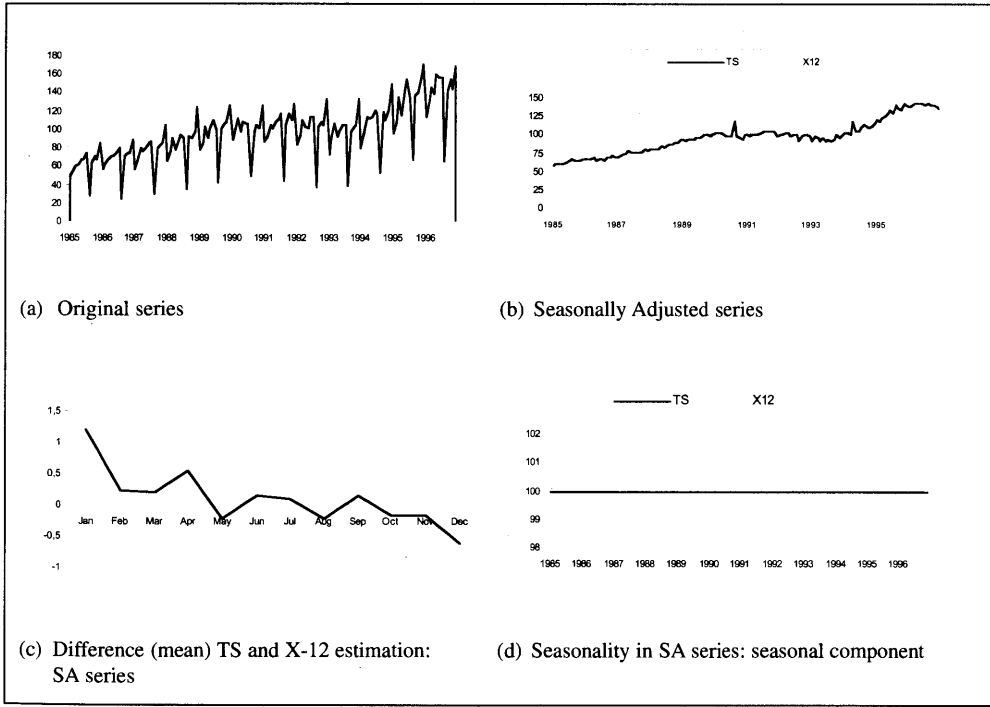 180
160
140
120
100
80
60
40
20
0
1985 1986 1987 1988 1989 1990 1991 1992 1993 1994 1995 1996
(a) Original series
TS X12
150
125
100
75
50
25
0
1985 1987 1989 1991 1993 1995
(b) Seasonally Adjusted series
1,5
1
0,5
0
-0,5
-1
Jan Feb Mar Apr May Jun Jul Aug Sep Oct Nov Dec
(c) Difference (mean) TS and X-12 estimation:
SA series
TS X12
102
101
100
99
98
1985 1986 1987 1988 1989 1990 1991 1992 1993 1994 1995 1996
(d) Seasonality in SA series: seasonal component